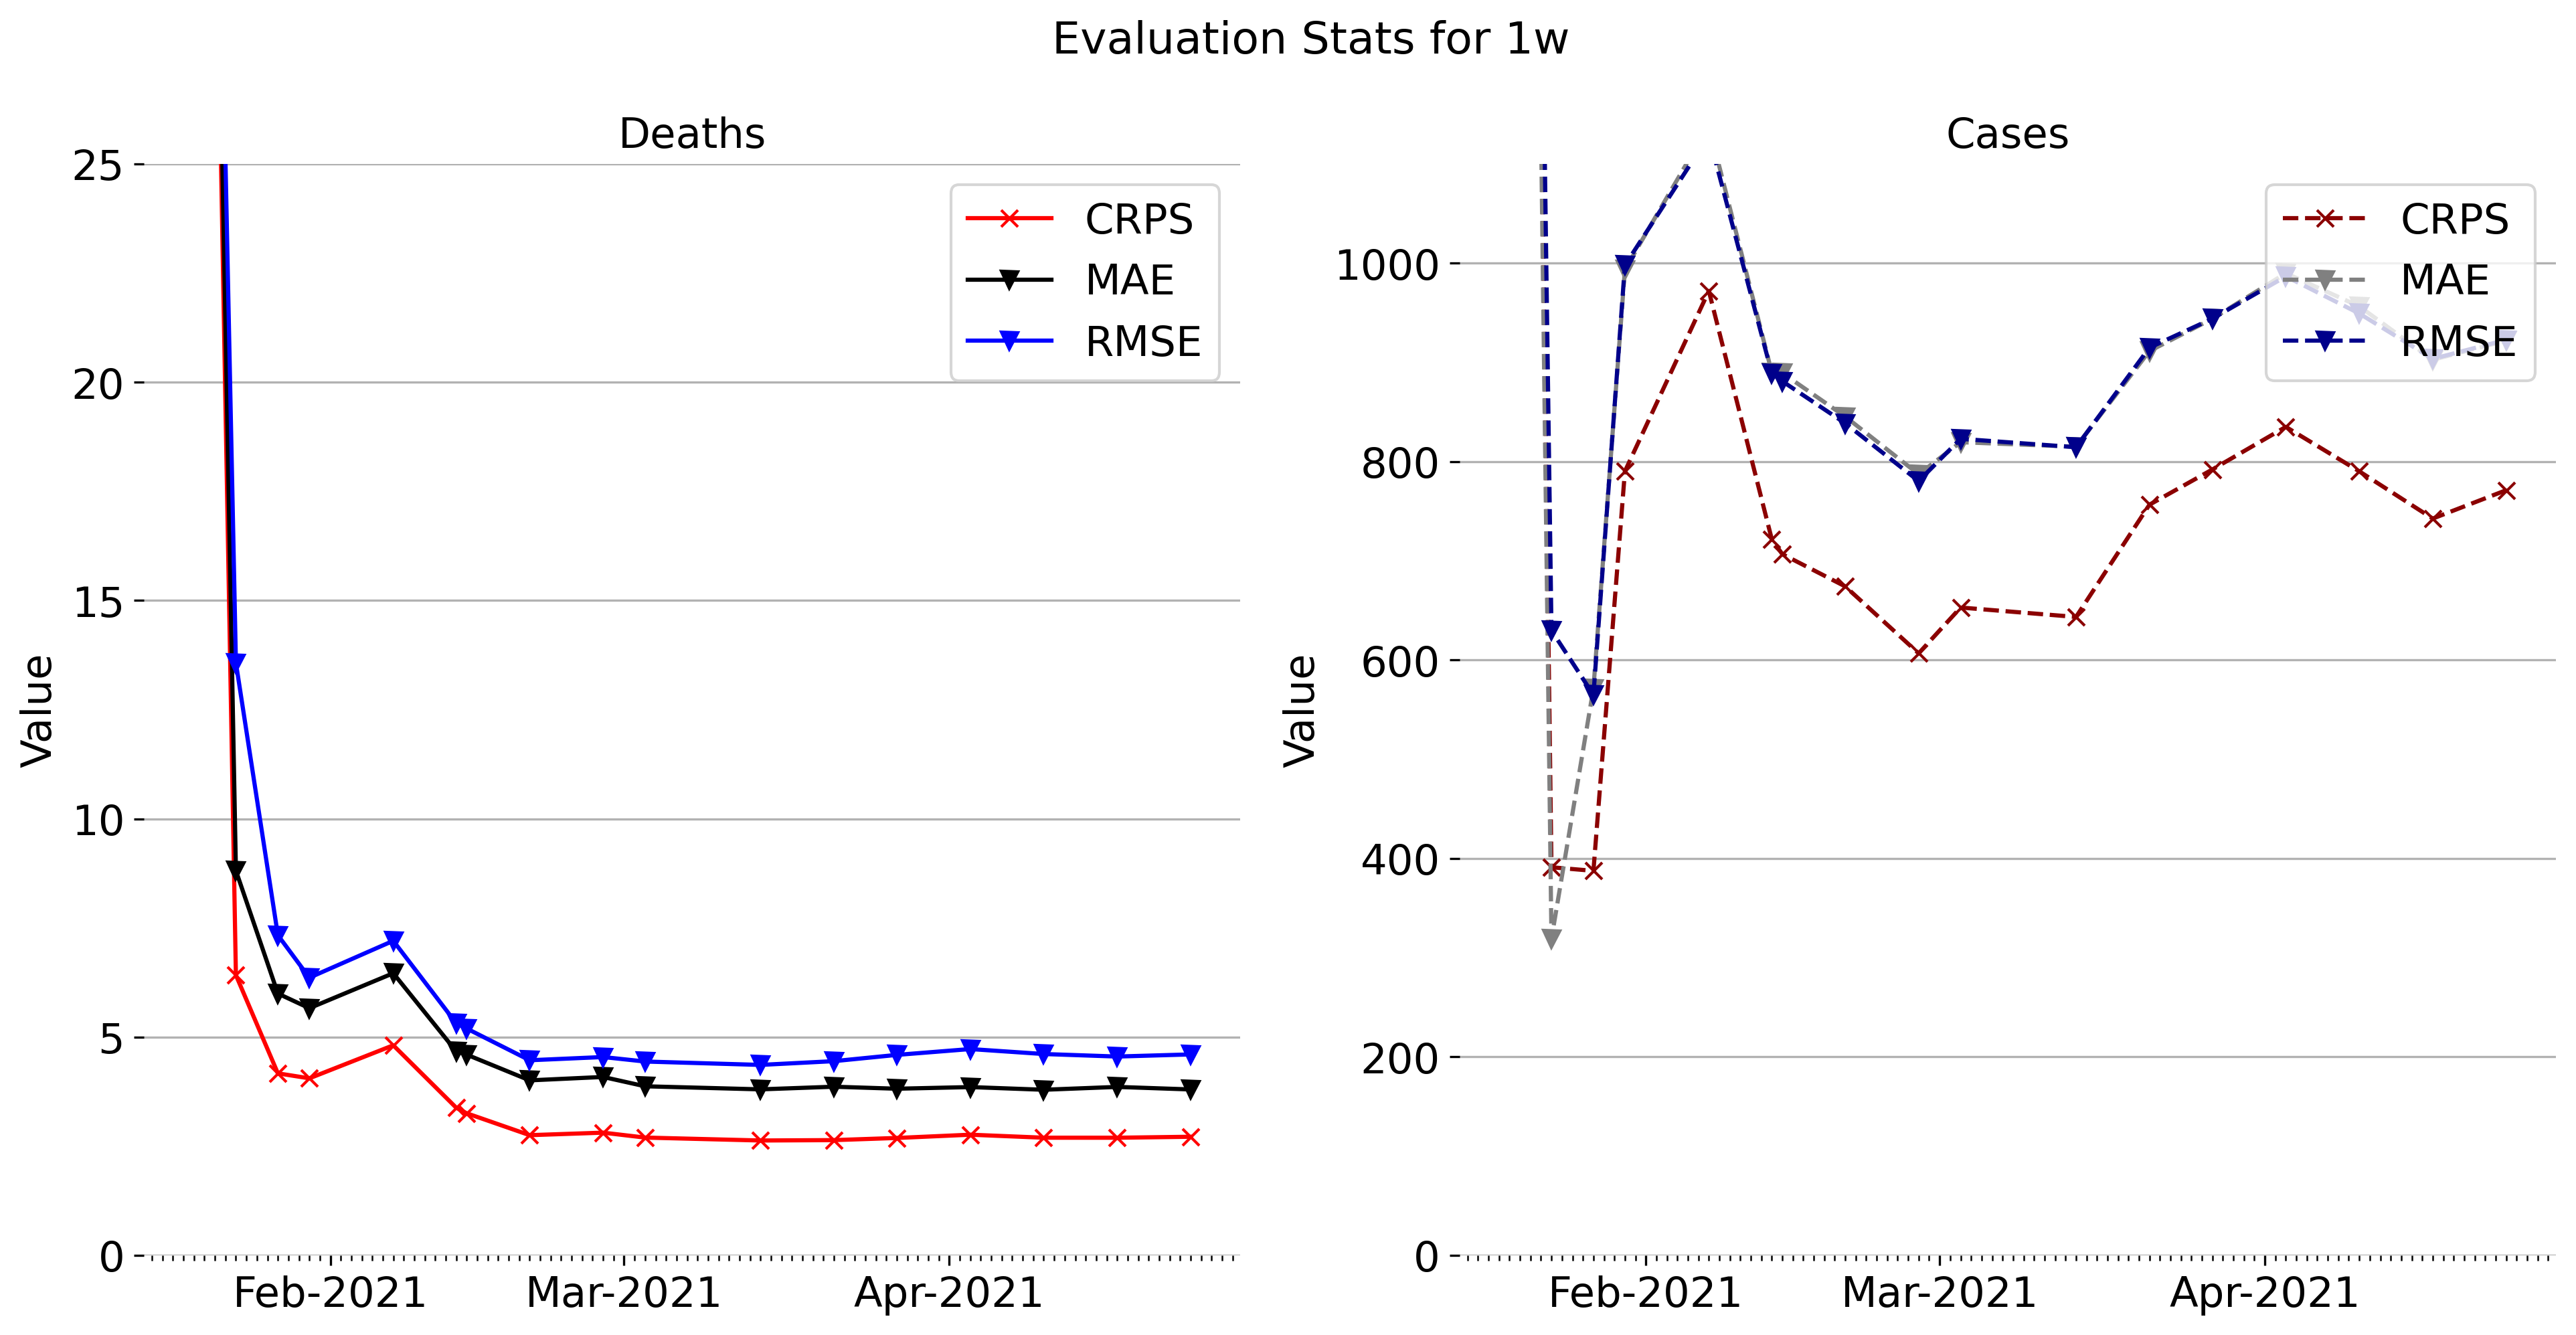 Evaluation Stats for 1w
Deaths
25
20
15
10
5
0
Value
Feb-2021
Mar-2021
Apr-2021
CRPS
MAE
RMSE
Cases
1000
800
600
400
200
0
Value
Feb-2021
Mar-2021
Apr-2021
CRPS
MAE
RMSE